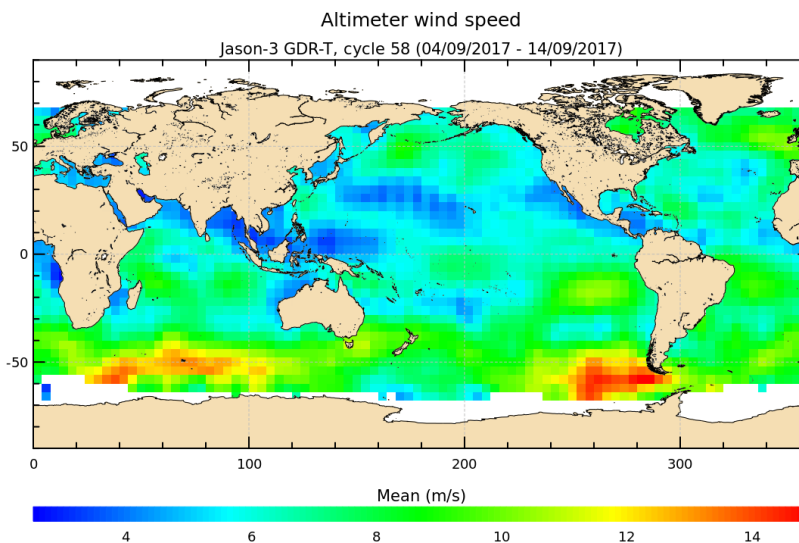 Altimeter wind speed
Jason-3 GDR-T, cycle 58 (04/09/2017 - 14/09/2017)
50
0
-50
0 100 200 300
Mean (m/s)
4 6 8 10 12 14